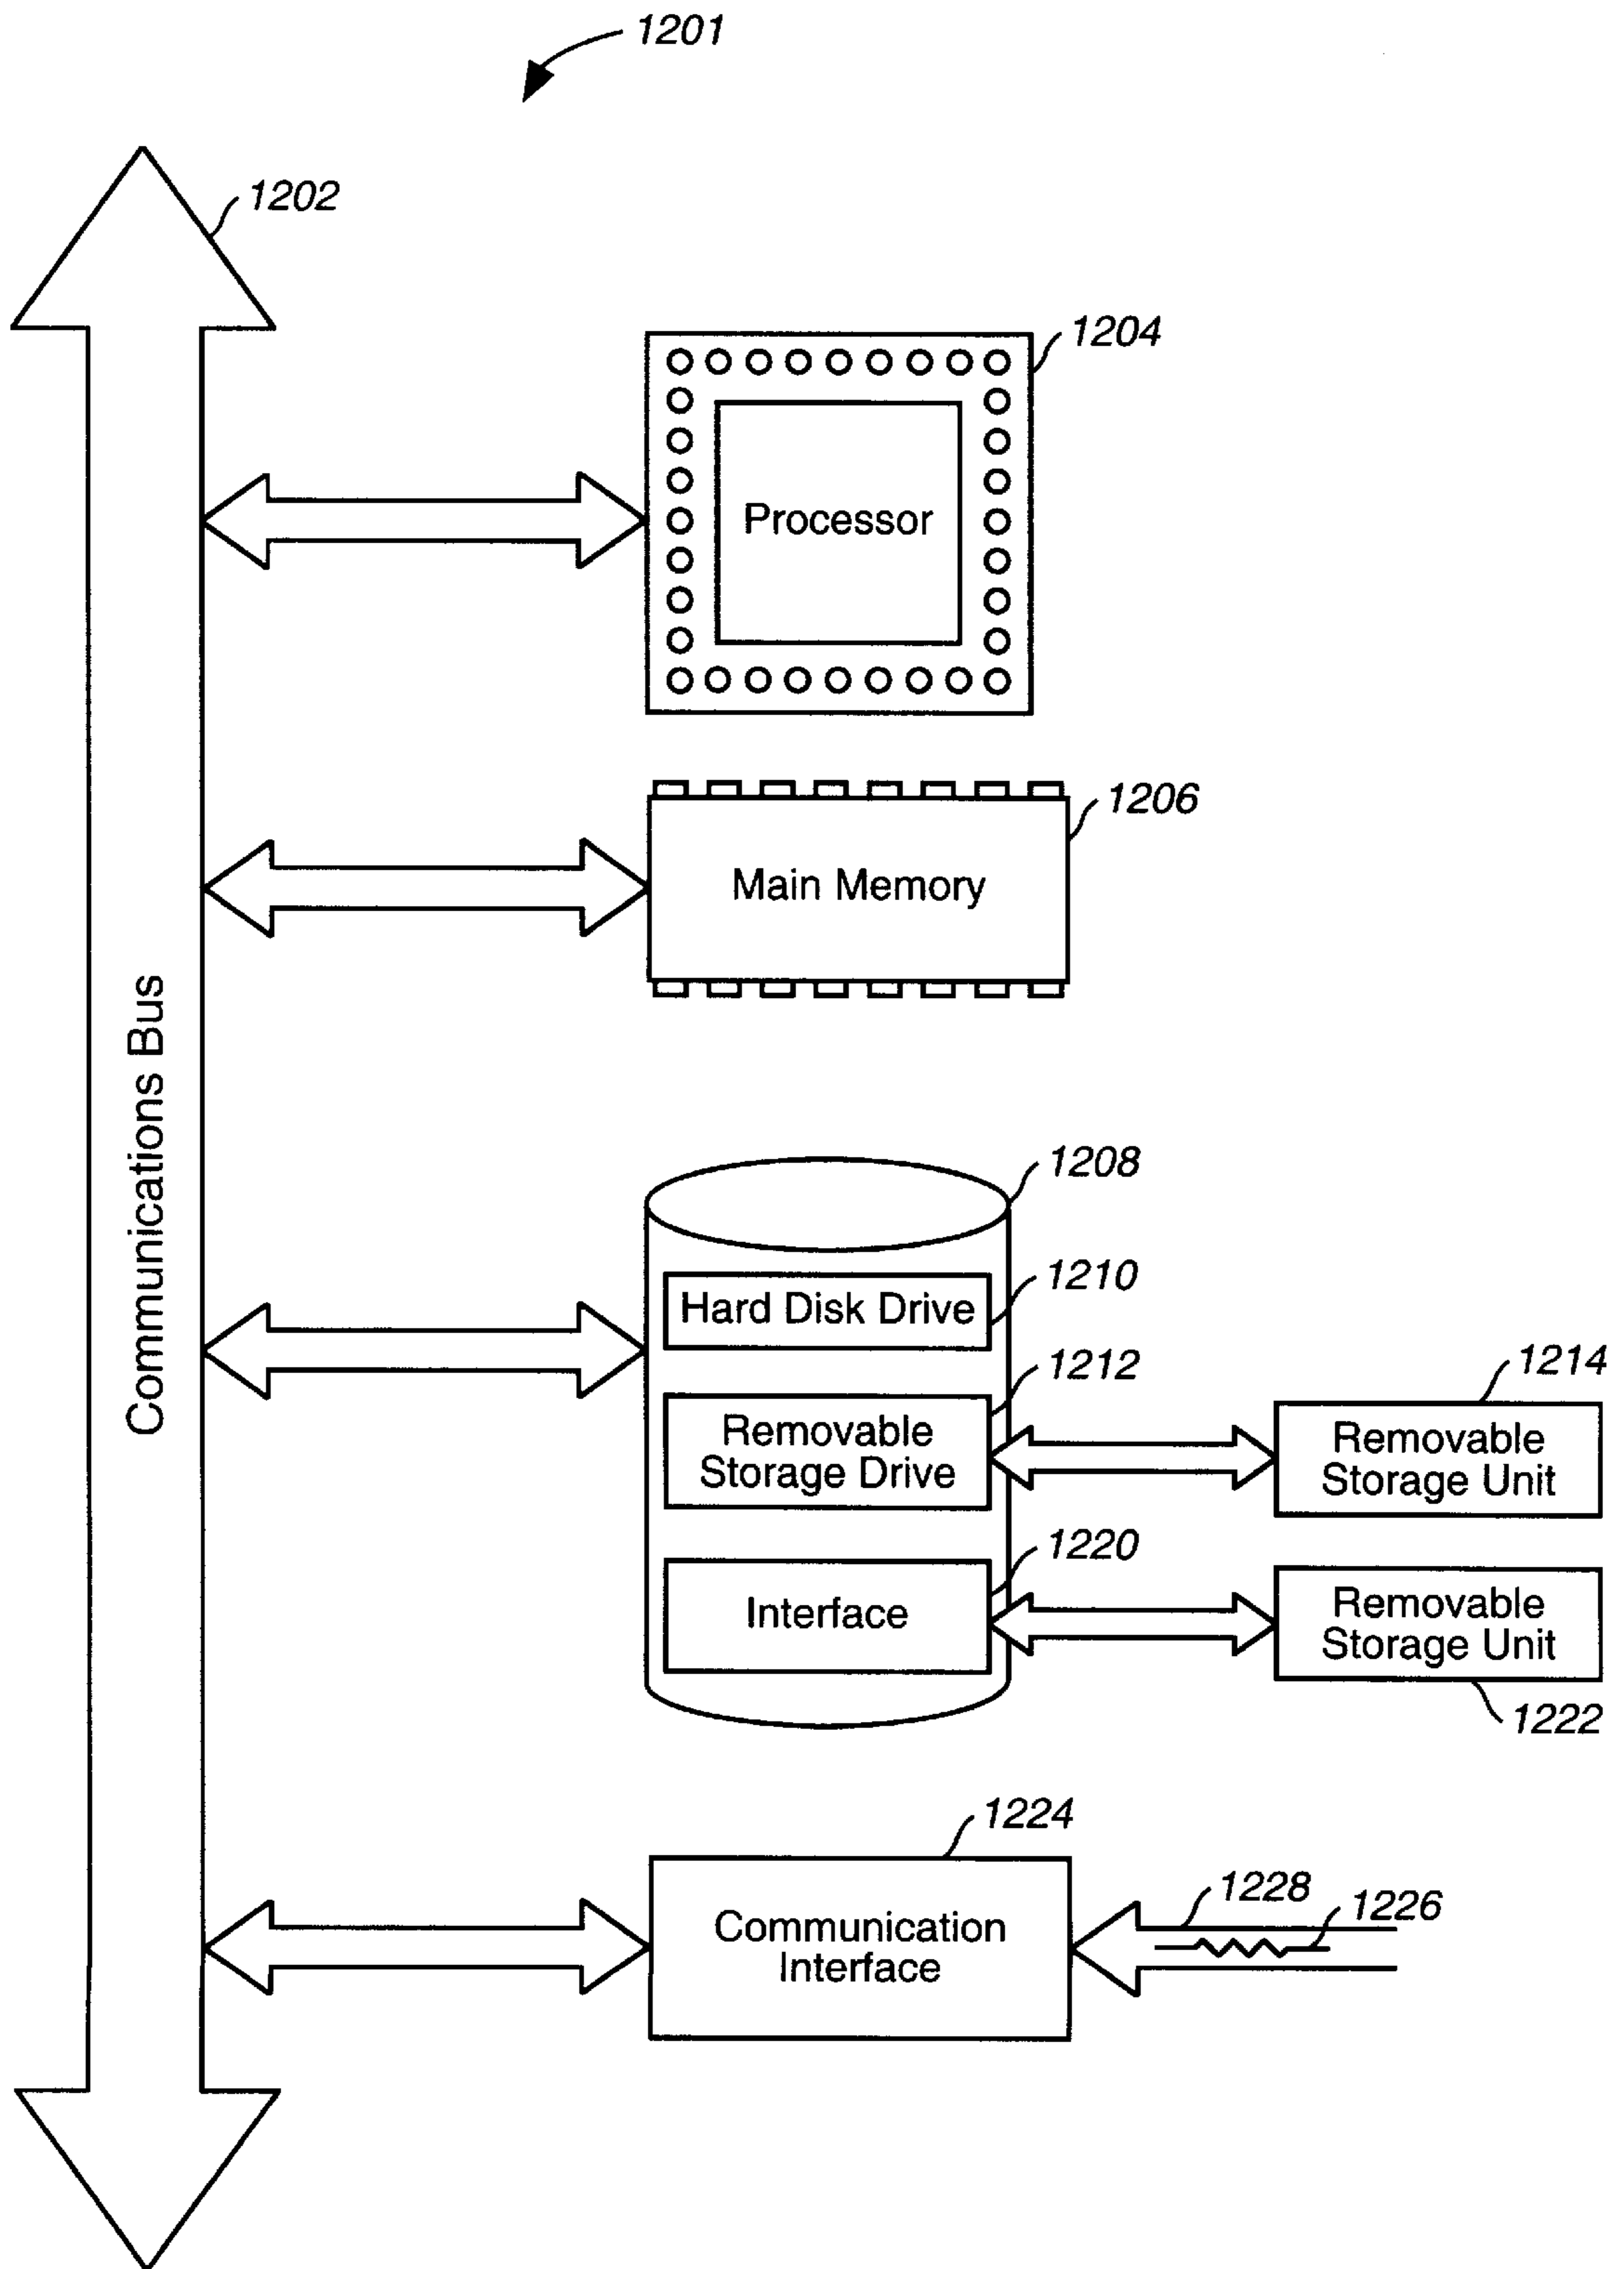 1201
1202
1204
Processor
1206
Main Memory
Communications Bus
1208
1210
Hard Disk Drive
1212
Removable
Storage Drive
1214
Removable
Storage Unit
1220
Interface
Removable
Storage Unit
1222
1224
Communication
Interface
1228
1226